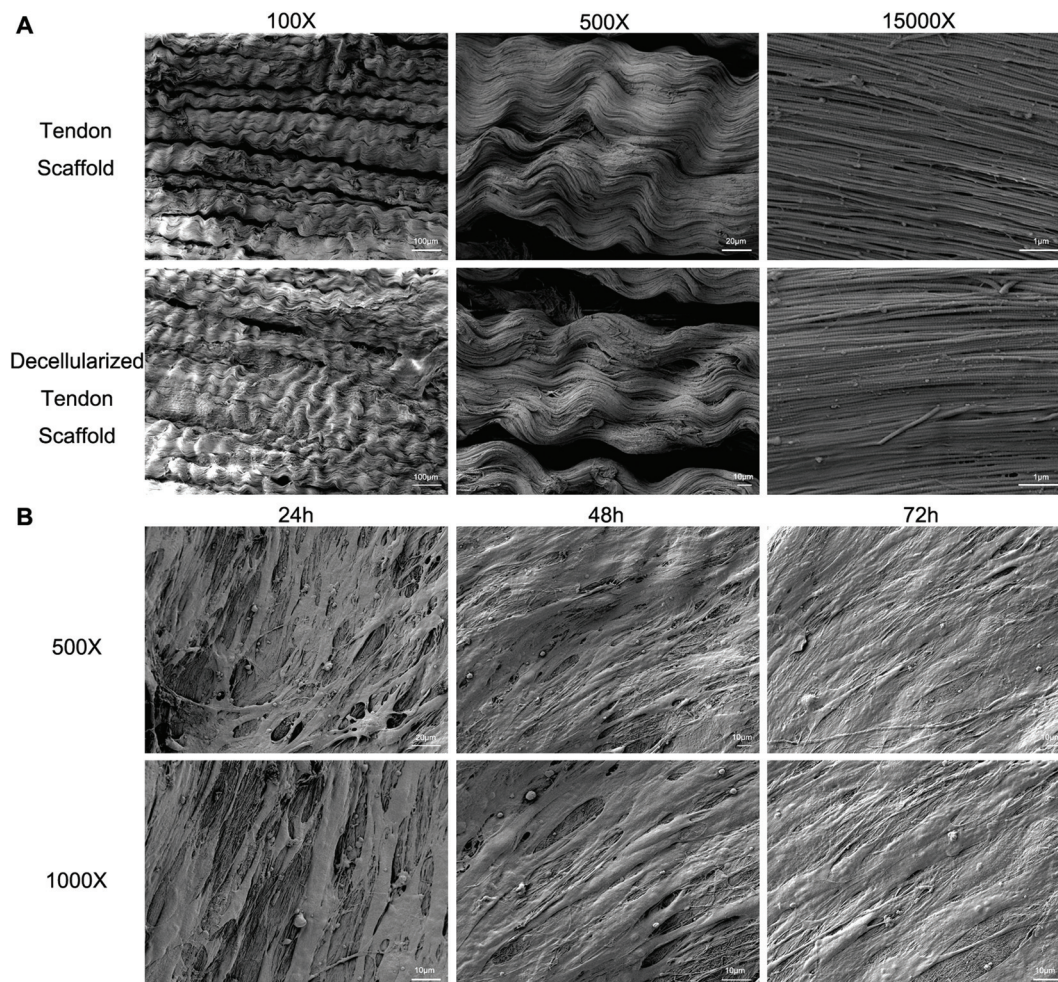 A
100X
500X
15000X
Tendon
Scaffold
100μm
20μm
1μm
Decellularized
Tendon
Scaffold
100μm
10μm
1μm
B
24h
48h
72h
500X
20μm
10μm
10μm
1000X
10μm
10μm
10μm